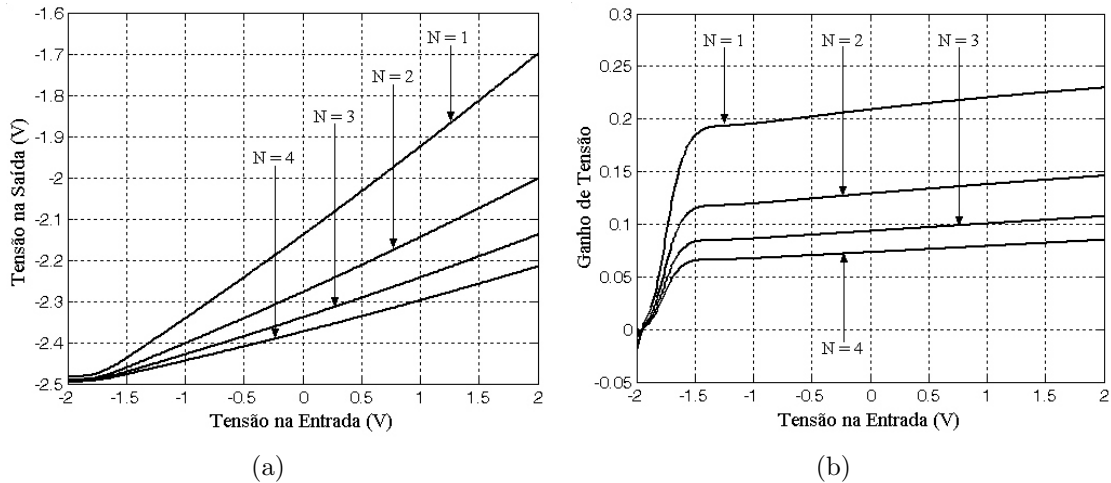 -1.6
-1.7
-1.8
-1.9
-2
-2.1
-2.2
-2.3
-2.4
-2.5
Tensão na Saída (V)
N = 1
N = 2
N = 3
N = 4
-2 -1.5 -1 -0.5 0 0.5 1 1.5 2
Tensão na Entrada (V)
(a)
0.3
0.25
0.2
0.15
0.1
0.05
0
-0.05
Ganho de Tensão
N = 1 N = 2 N = 3
N = 4
-2 -1.5 -1 -0.5 0 0.5 1 1.5 2
Tensão na Entrada (V)
(b)